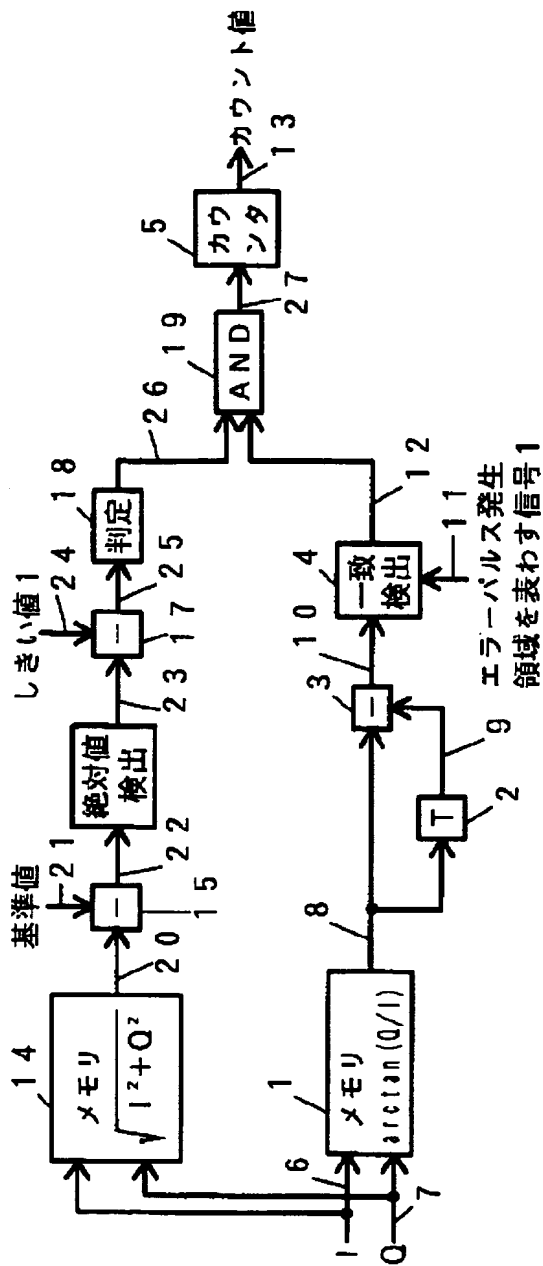 I
Q
6
7
14
メモリ
√I²+Q²
20
基準値
21
15
22
絶対値
検出
23
しきい値1
24
17
25
18
判定
26
1
メモリ
arctan(Q/I)
8
T
2
9
3
10
4
一致
検出
11
エラーパルス発生
領域を表わす信号1
12
19
AND
27
5
カウ
ンタ
13
カウント値